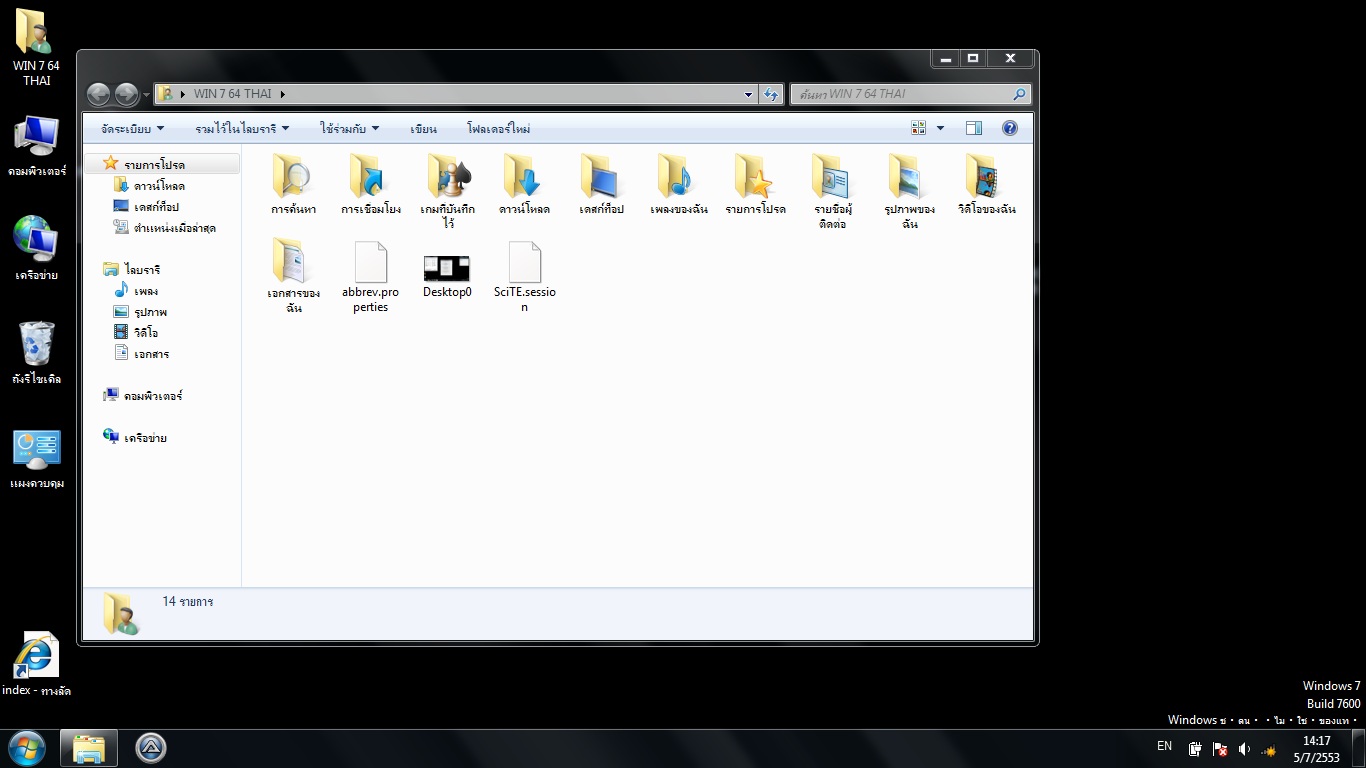 WIN 7 64
THAI
คอมพิวเตอร์
เครือข่าย
ถังรีไซเคิล
แผงควบคุม
index - ทางลัด
WIN 7 64 THAI
ค้นหา WIN 7 64 THAI
จัดระเบียบ
รวมไว้ในไลบรารี
ใช้ร่วมกับ
เขียน
โฟลเดอร์ใหม่
รายการโปรด
ดาวน์โหลด
เดสก์ท็อป
ตำแหน่งเมื่อล่าสุด
ไลบรารี
เพลง
รูปภาพ
วิดีโอ
เอกสาร
คอมพิวเตอร์
เครือข่าย
การค้นหา
การเชื่อมโยง
เกมที่บันทึก
ไว้
ดาวน์โหลด
เดสก์ท็อป
เพลงของฉัน
รายการโปรด
รายชื่อผู้
ติดต่อ
รูปภาพของ
ฉัน
วิดีโอของฉัน
เอกสารของ
ฉัน
abbrev.pro
perties
Desktop0
SciTE.sessio
n
14 รายการ
Windows 7
Build 7600
Windows ช・ดน・・ไม・ใช・ของแท・
EN
14:17
5/7/2553